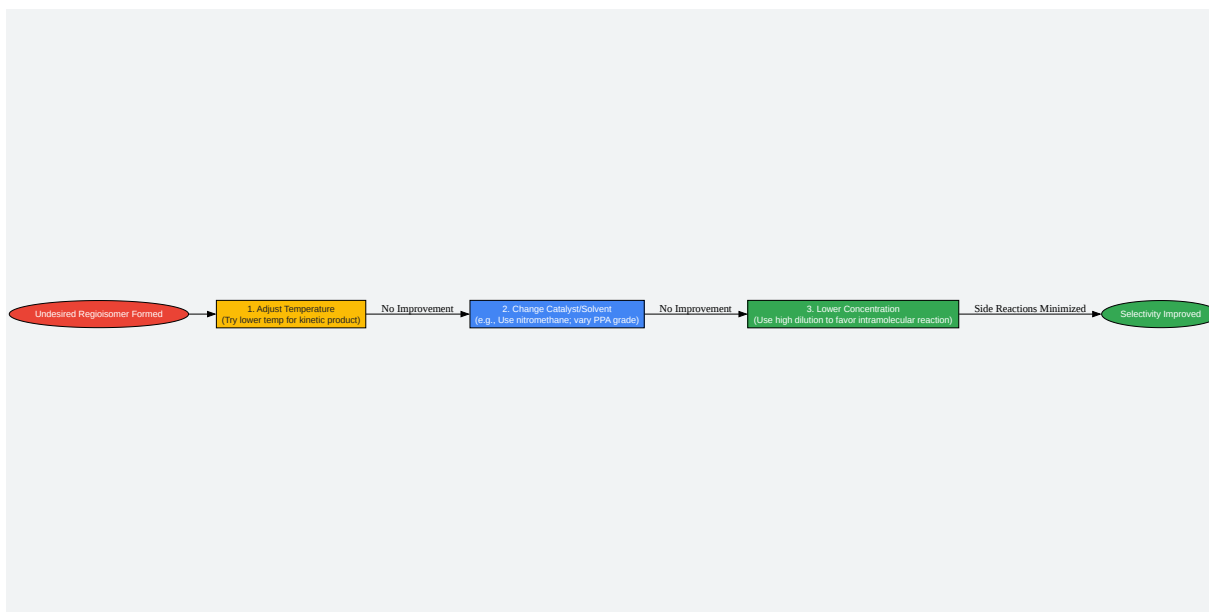 Undesired Regioisomer Formed
1. Adjust Temperature
(Try lower temp for kinetic product)
No Improvement
2. Change Catalyst/Solvent
(e.g., Use nitromethane; vary PPA grade)
No Improvement
3. Lower Concentration
(Use high dilution to favor intramolecular reaction)
Side Reactions Minimized
Selectivity Improved